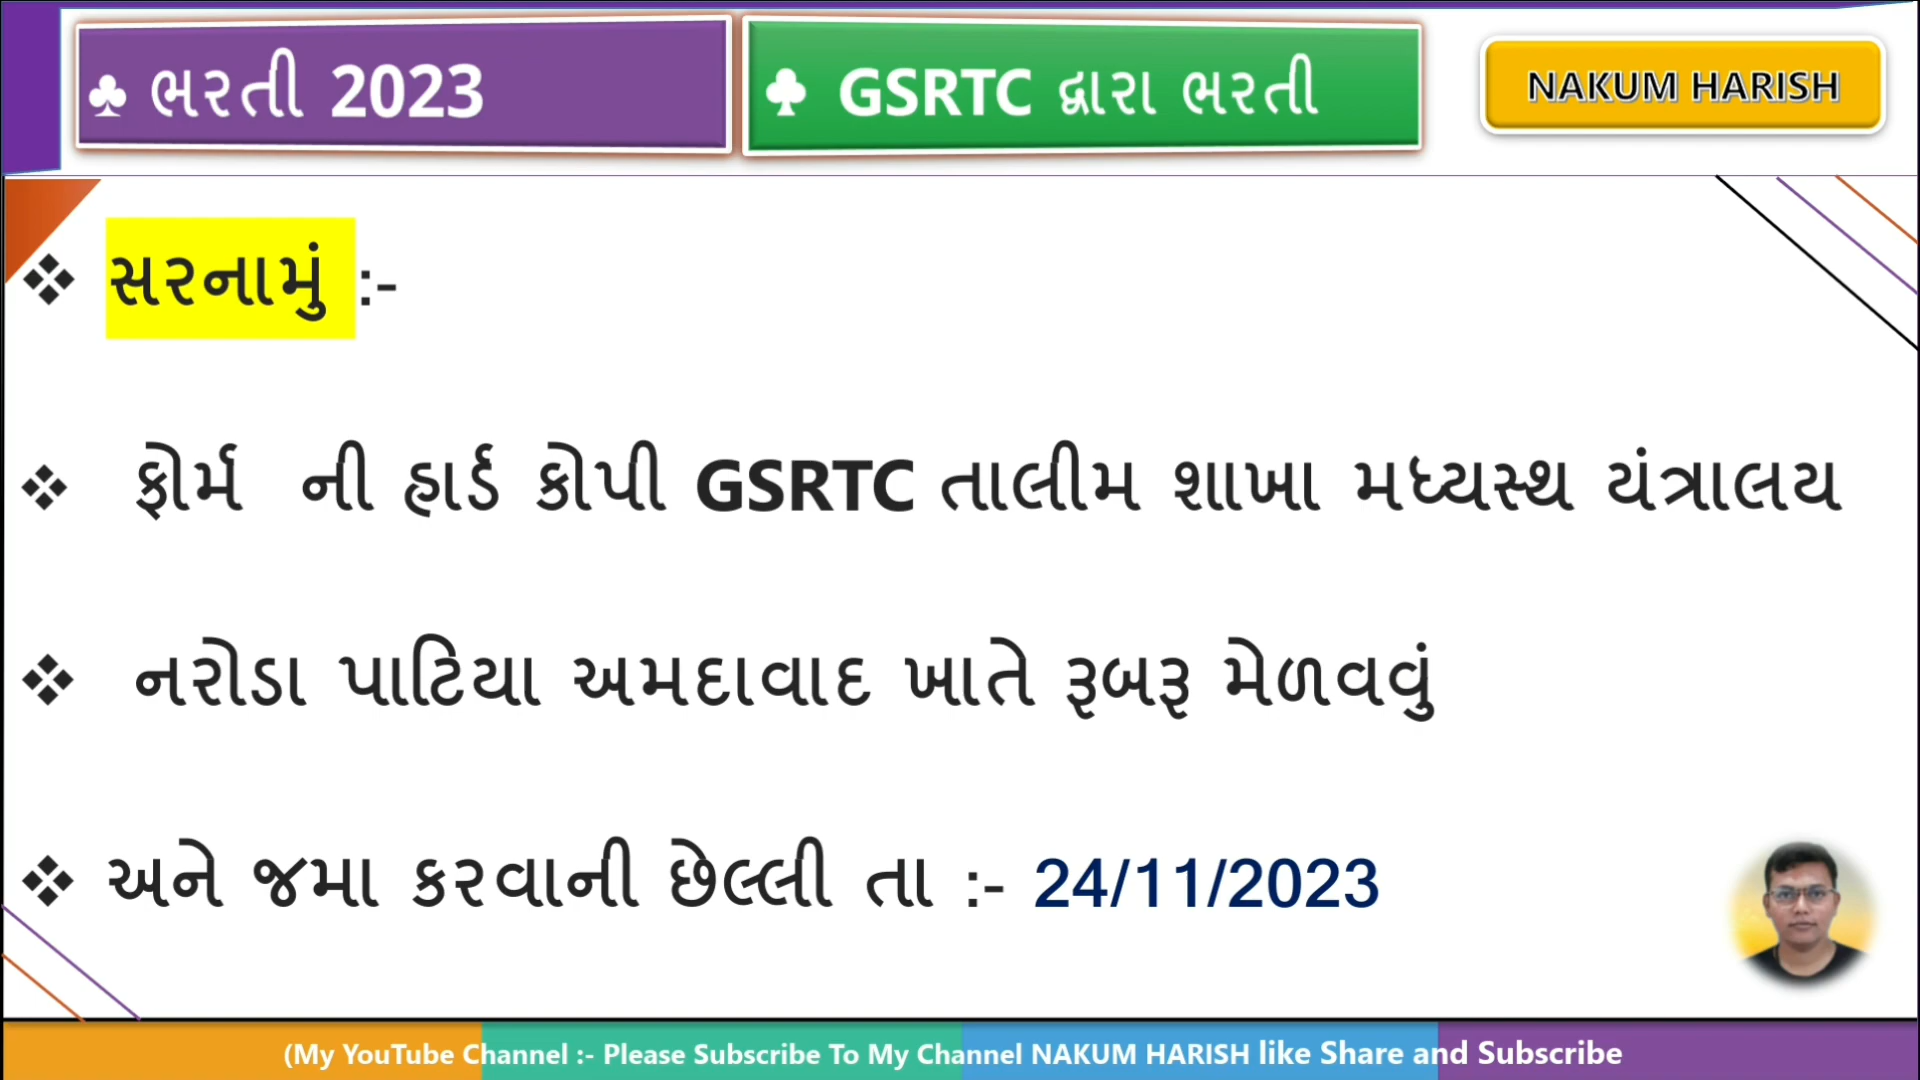 ♣ ભરતી 2023
♣ GSRTC દ્વારા ભરતી
NAKUM HARISH
❖ સરનામું :-
❖ ફોર્મ ની હાર્ડ કોપી GSRTC તાલીમ શાખા મધ્યસ્થ યંત્રાલય
❖ નરોડા પાટિયા અમદાવાદ ખાતે રૂબરૂ મેળવવું
❖ અને જમા કરવાની છેલ્લી તા :- 24/11/2023
(My YouTube Channel :- Please Subscribe To My Channel NAKUM HARISH like Share and Subscribe